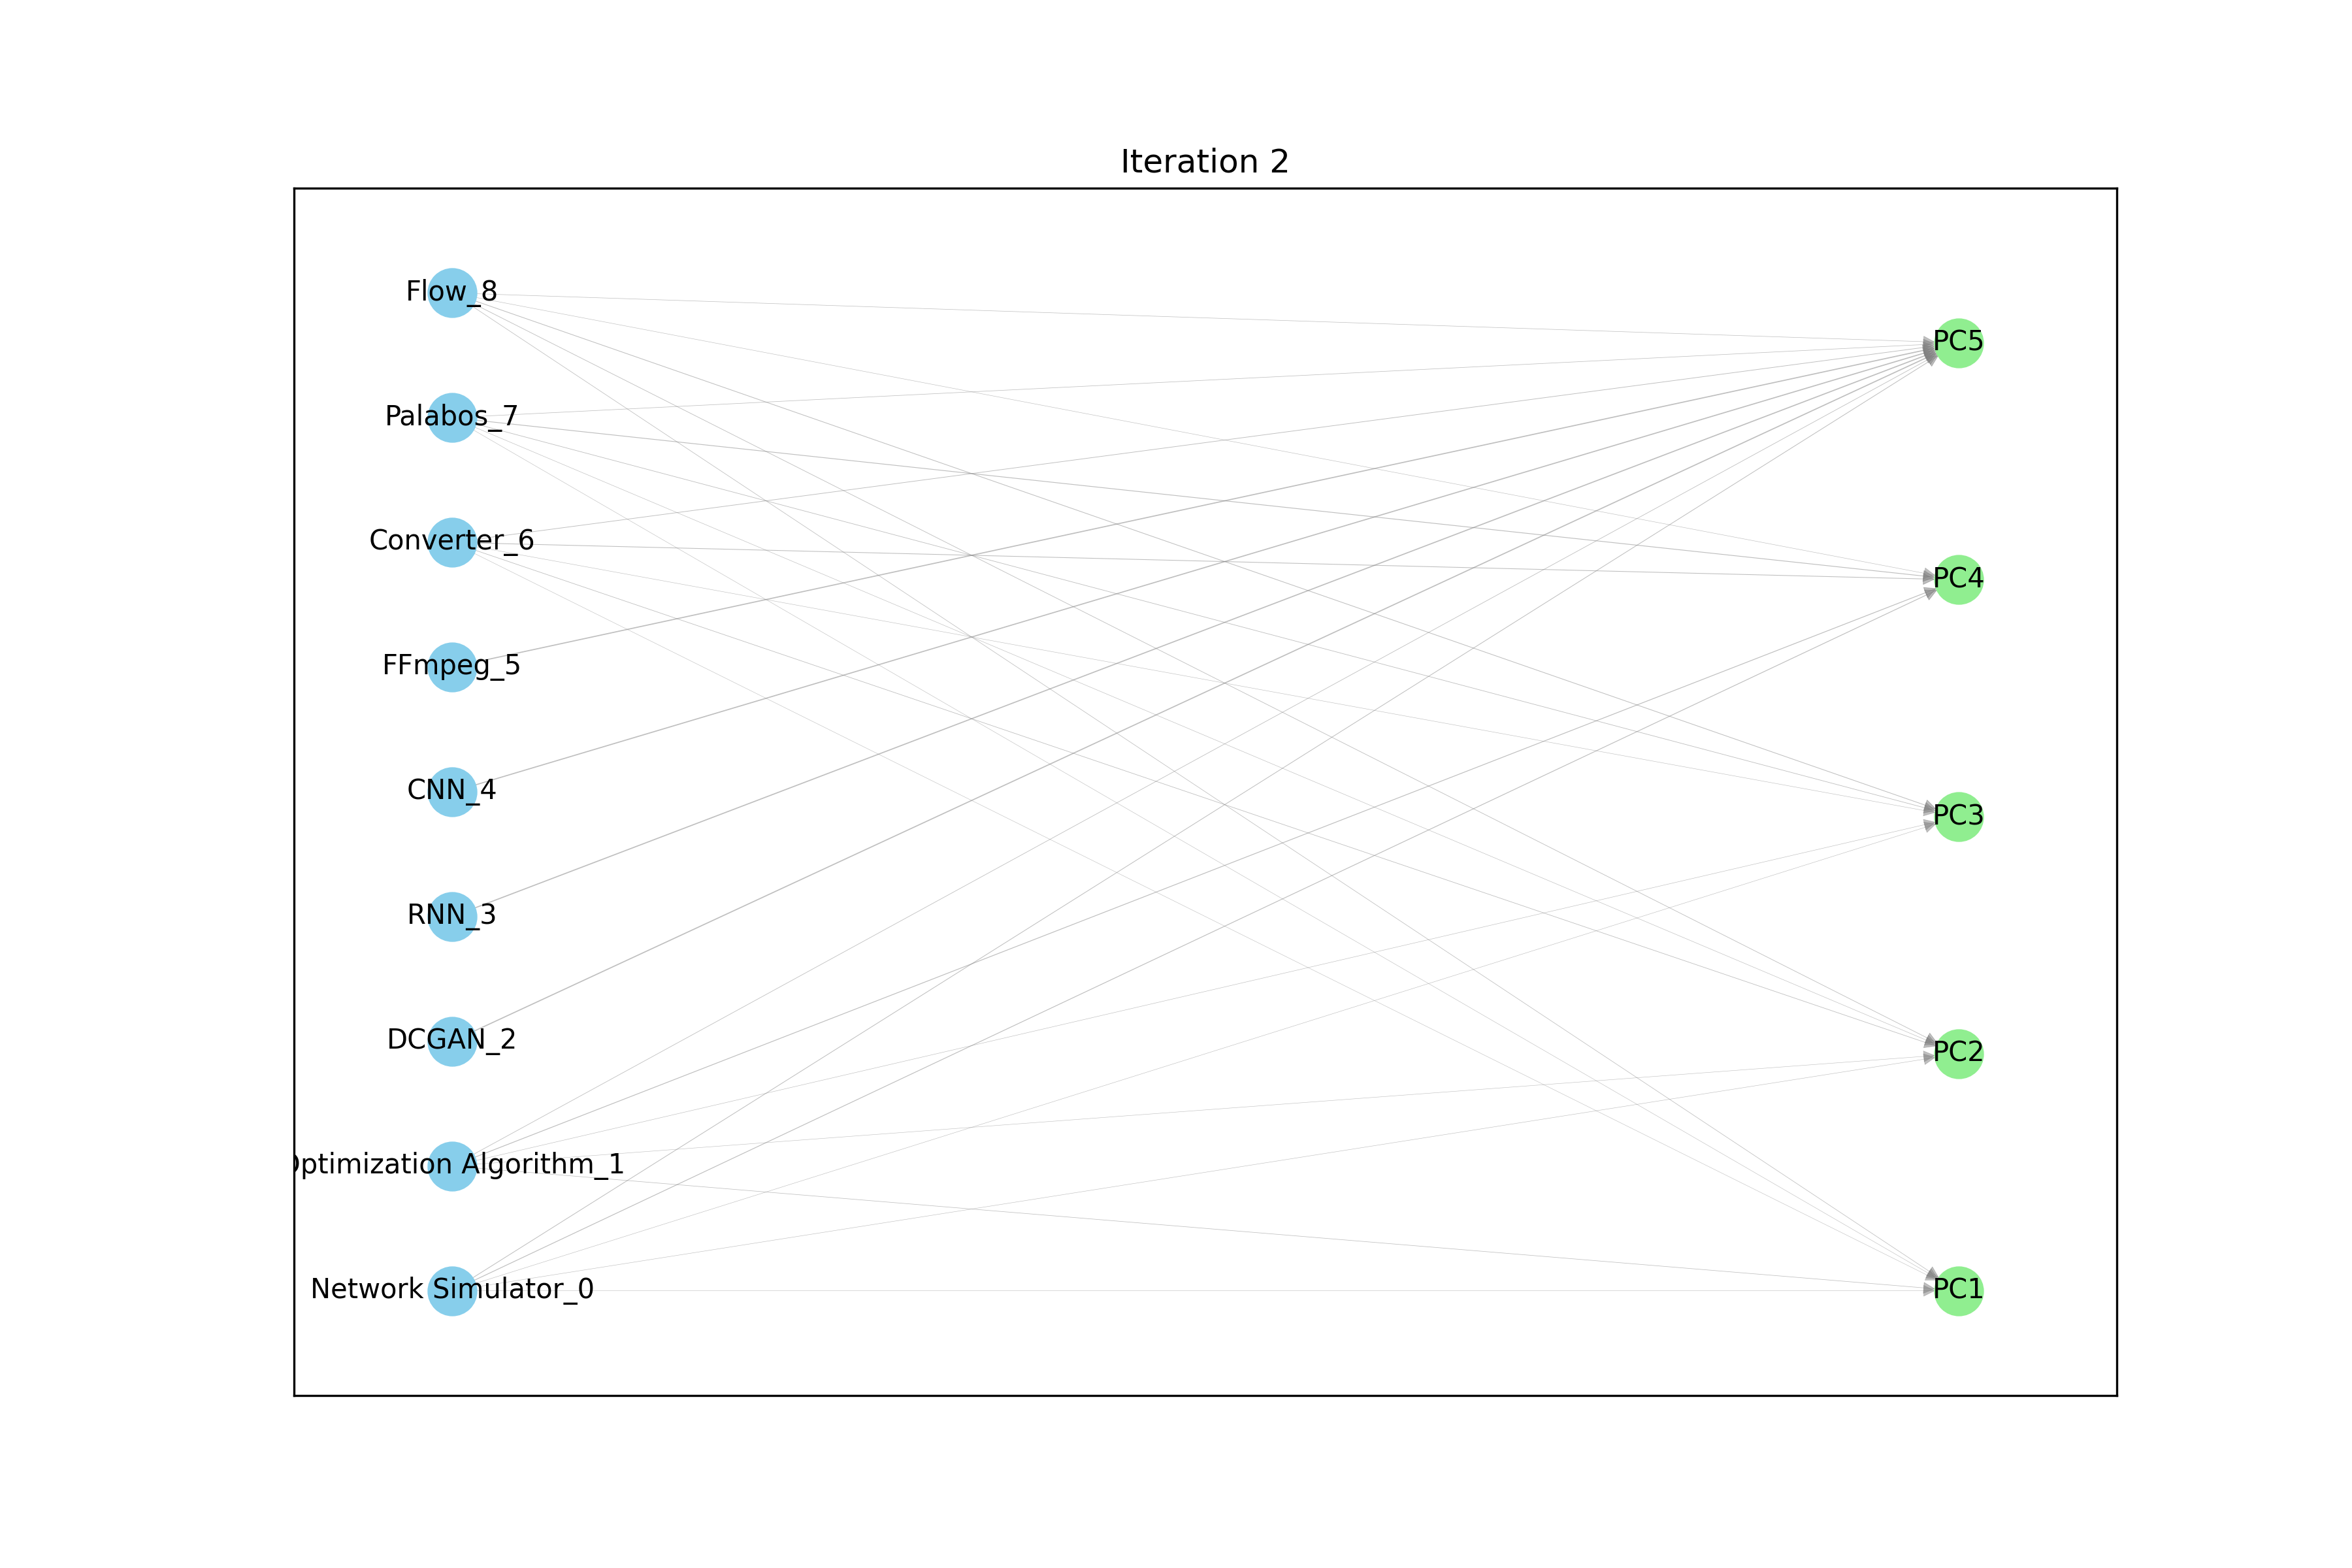 Iteration 2
Flow_8
Palabos_7
Converter_6
FFmpeg_5
CNN_4
RNN_3
DCGAN_2
ptimization Algorithm_1
Network Simulator_0
PC5
PC4
PC3
PC2
PC1